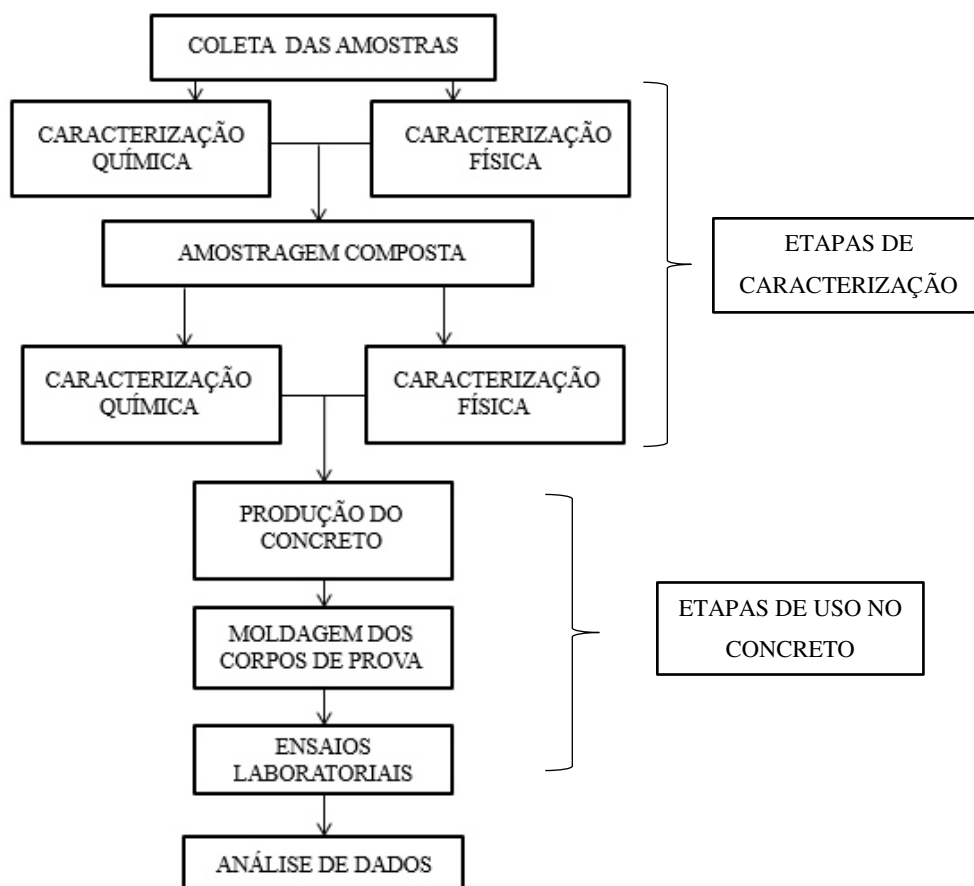 COLETA DAS AMOSTRAS
CARACTERIZAÇÃO
QUÍMICA
CARACTERIZAÇÃO
FÍSICA
AMOSTRAGEM COMPOSTA
CARACTERIZAÇÃO
QUÍMICA
CARACTERIZAÇÃO
FÍSICA
ETAPAS DE
CARACTERIZAÇÃO
PRODUÇÃO DO
CONCRETO
MOLDAGEM DOS
CORPOS DE PROVA
ENSAIOS
LABORATORIAIS
ETAPAS DE USO NO
CONCRETO
ANÁLISE DE DADOS